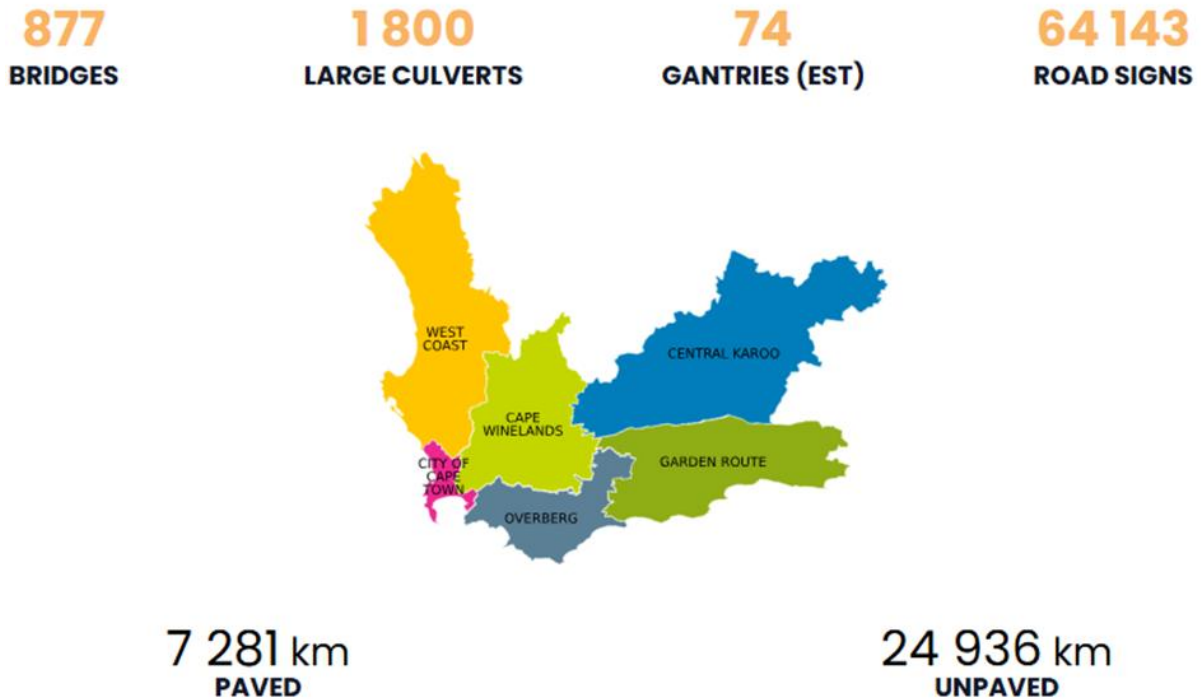 877
BRIDGES
1 800
LARGE CULVERTS
74
GANTRIES (EST)
64 143
ROAD SIGNS
WEST
COAST
CENTRAL KAROO
CAPE
WINELANDS
CITY OF
CAPE
TOWN
GARDEN ROUTE
OVERBERG
7 281 km
PAVED
24 936 km
UNPAVED